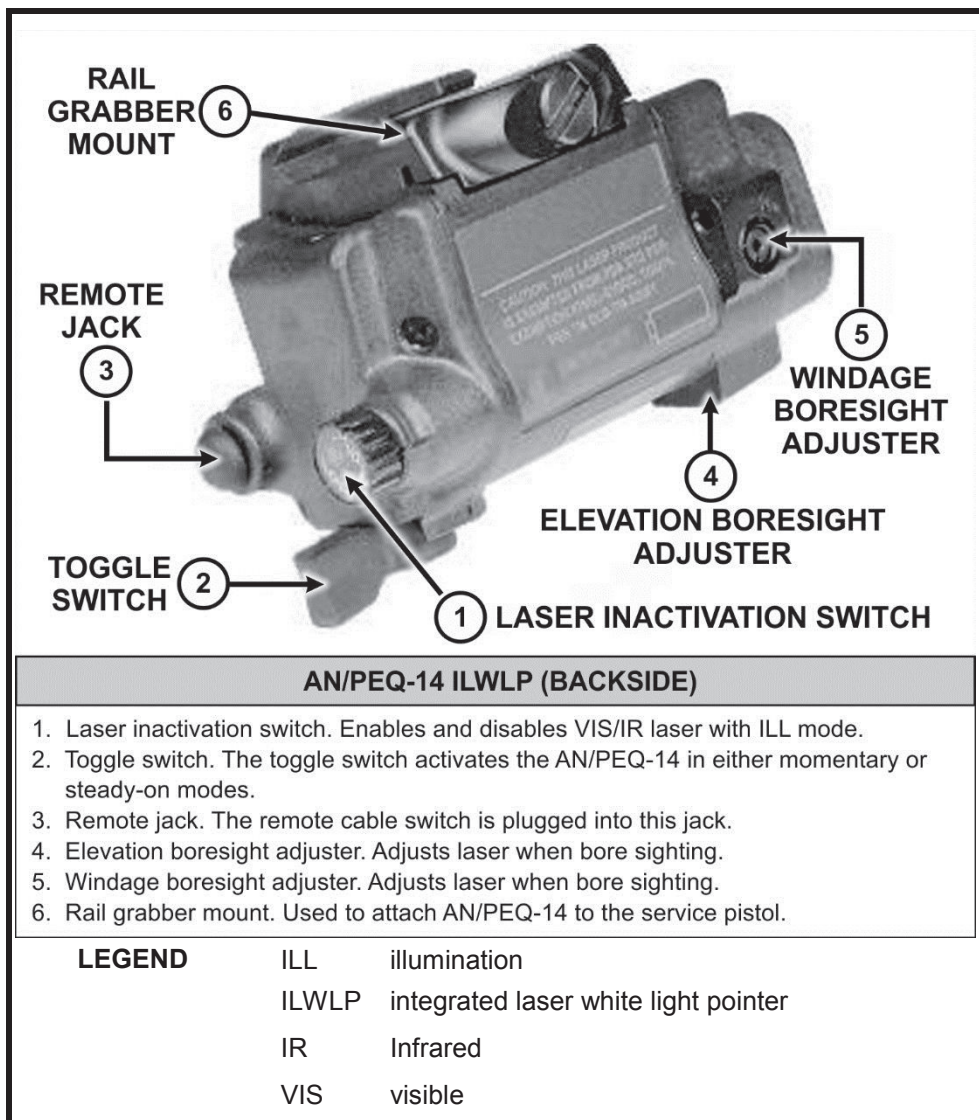 RAIL
GRABBER
MOUNT
6
REMOTE
JACK
3
5
WINDAGE
BORESIGHT
ADJUSTER
4
ELEVATION BORESIGHT
ADJUSTER
TOGGLE
SWITCH
2
1 LASER INACTIVATION SWITCH
CAUTION: THIS LASER PRODUCT
AN/PEQ-14 ILWLP (BACKSIDE)
1. Laser inactivation switch. Enables and disables VIS/IR laser with ILL mode.
2. Toggle switch. The toggle switch activates the AN/PEQ-14 in either momentary or
steady-on modes.
3. Remote jack. The remote cable switch is plugged into this jack.
4. Elevation boresight adjuster. Adjusts laser when bore sighting.
5. Windage boresight adjuster. Adjusts laser when bore sighting.
6. Rail grabber mount. Used to attach AN/PEQ-14 to the service pistol.
LEGEND ILL illumination
ILWLP integrated laser white light pointer
IR Infrared
VIS visible